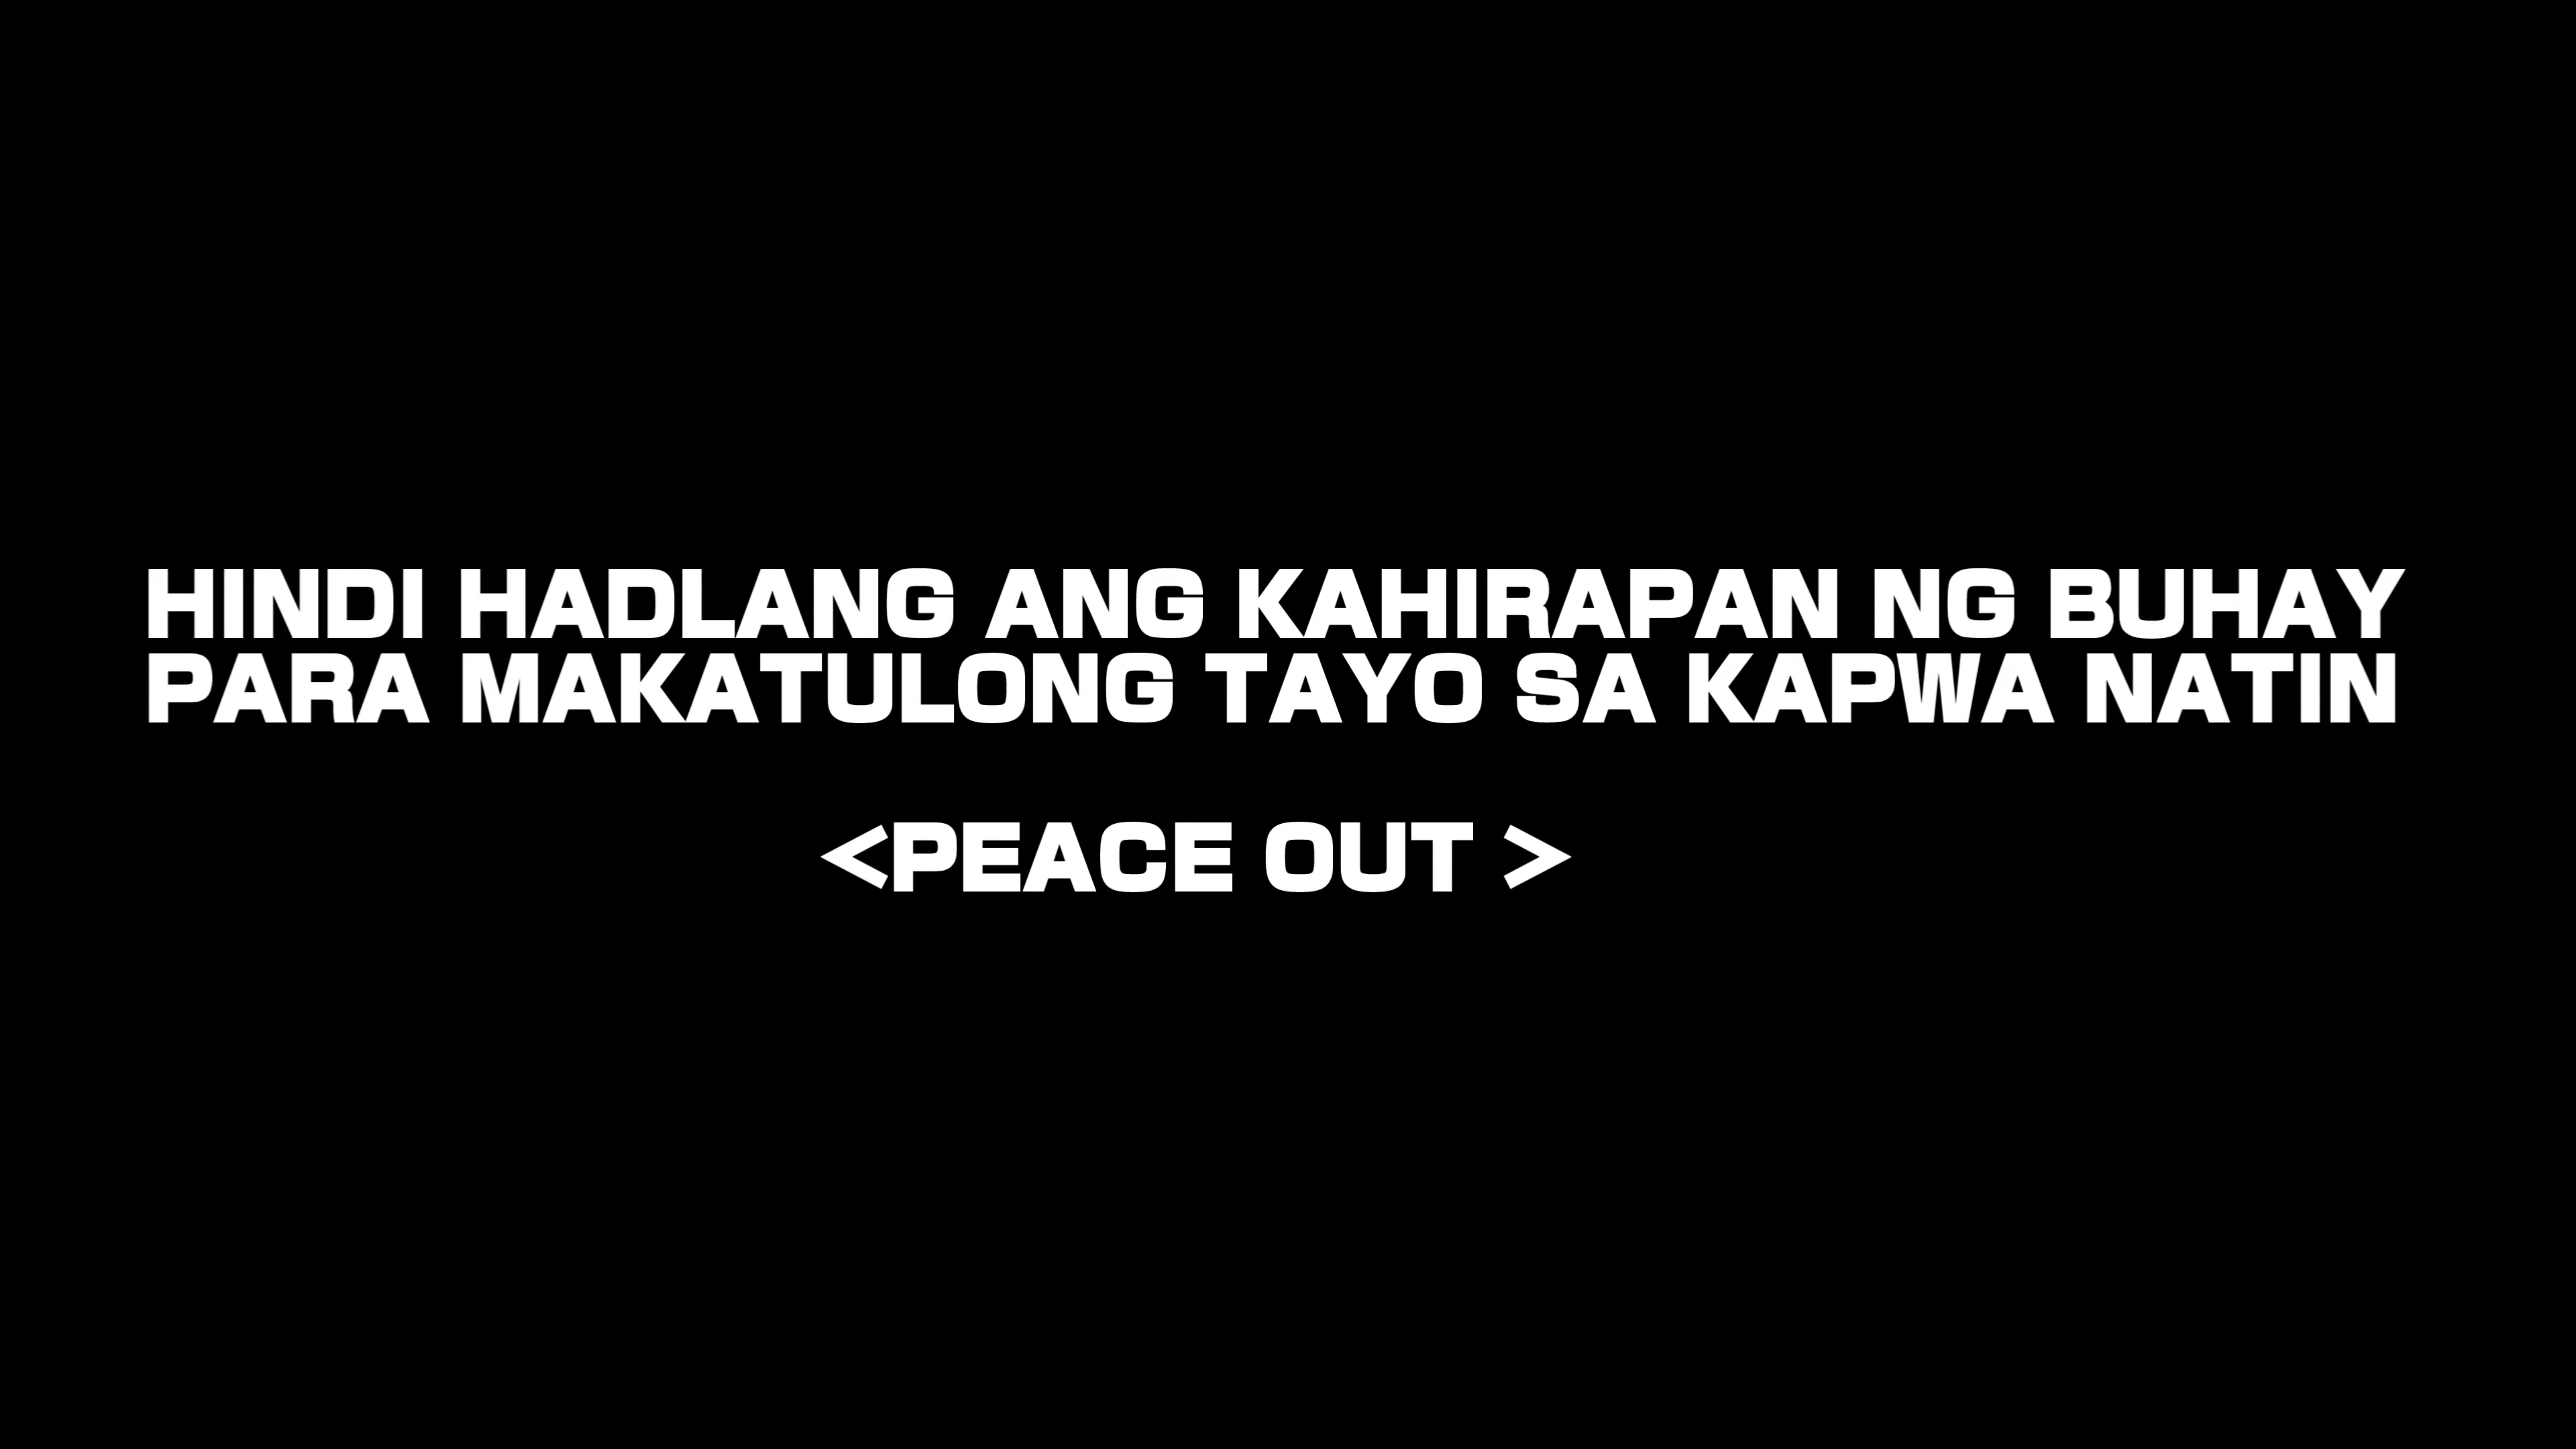 HINDI HADLANG ANG KAHIRAPAN NG BUHAY
PARA MAKATULONG TAYO SA KAPWA NATIN
<PEACE OUT >